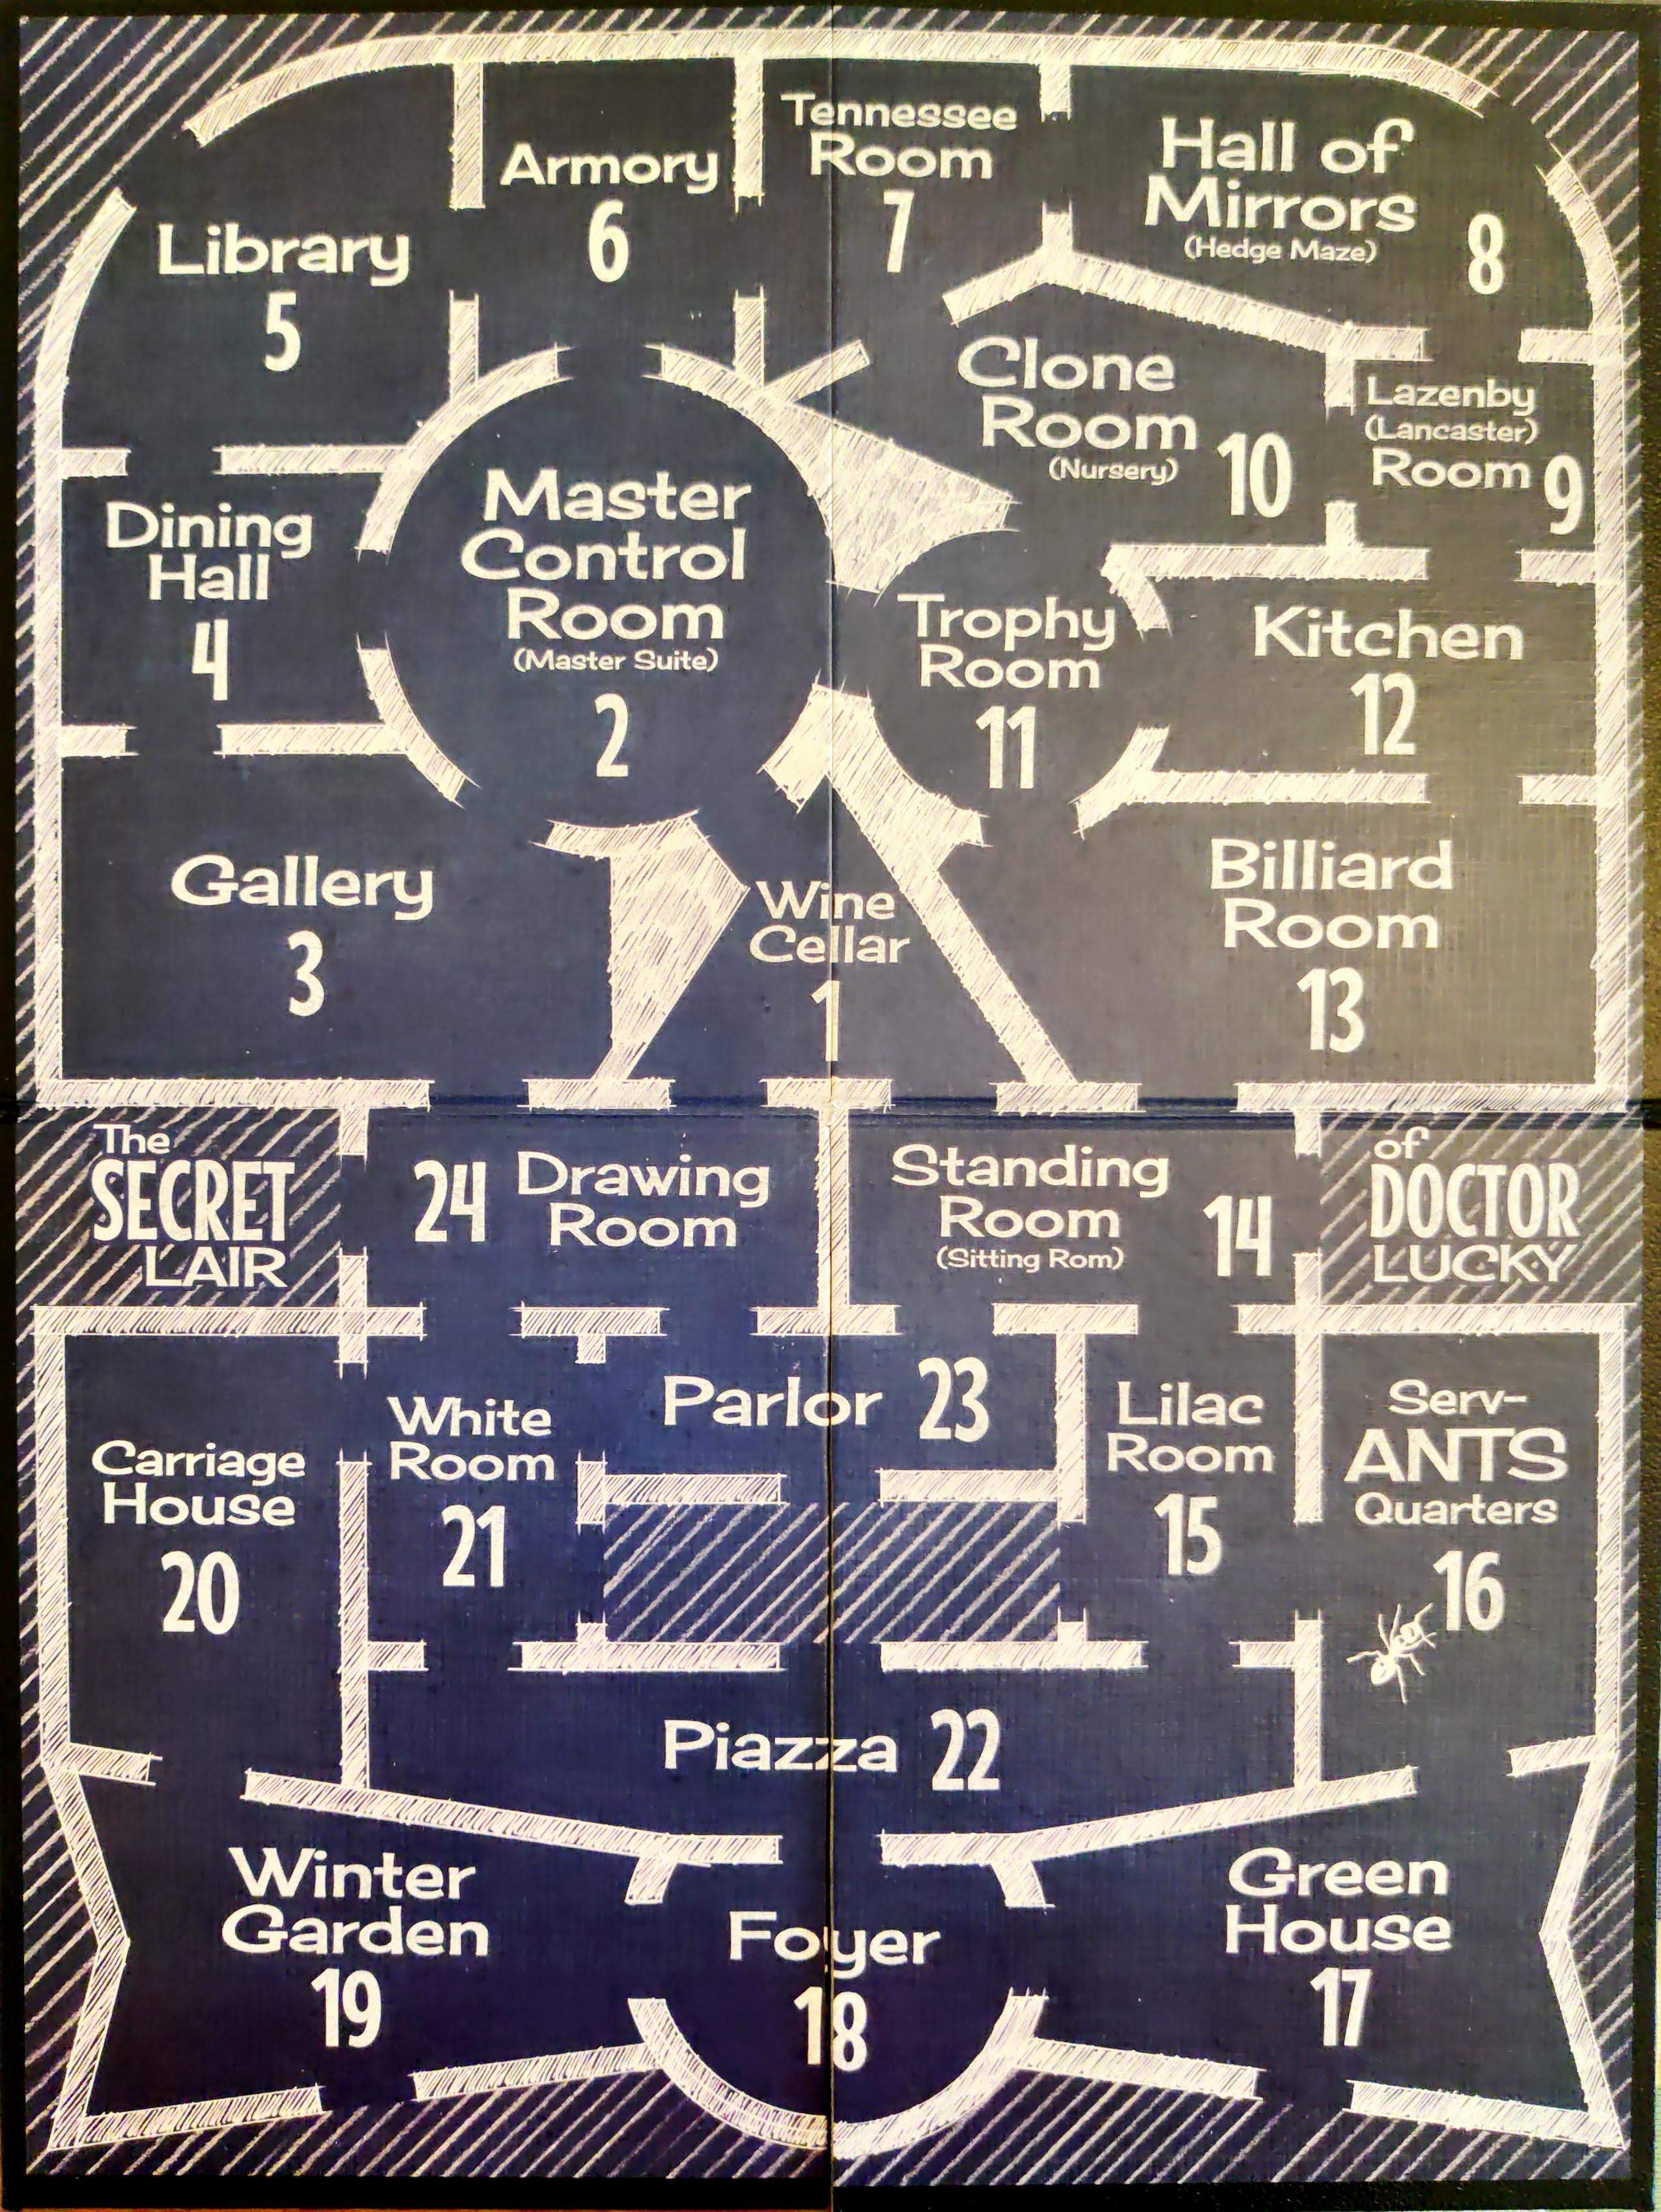 Tennessee
Room
7
Armory
6
Hall of
Mirrors
(Hedge Maze)
8
Library
5
Clone
Room
(Nursery)
10
Lazenby
(Lancaster)
Room
9
Dining
Hall
4
Master
Control
Room
(Master Suite)
2
Trophy
Room
11
Kitchen
12
Gallery
3
Wine
Cellar
1
Billiard
Room
13
The
SECRET
LAIR
24 Drawing
Room
Standing
Room
(Sitting Rom)
14
of
DOCTOR
LUCKY
Carriage
House
20
White
Room
21
Parlor 23
Lilac
Room
15
Serv-
ANTS
Quarters
16
Piazza 22
Winter
Garden
19
Foyer
18
Green
House
17